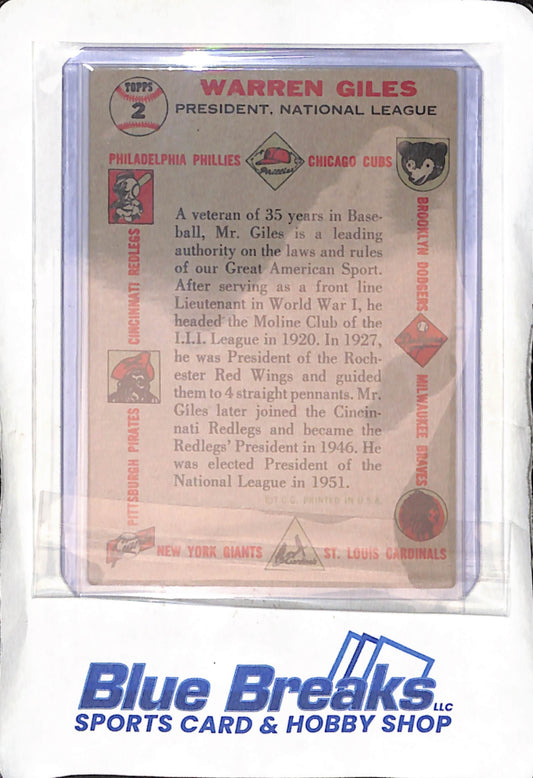 TOPPS
2
WARREN GILES
PRESIDENT, NATIONAL LEAGUE
PHILADELPHIA PHILLIES
CHICAGO CUBS
BROOKLYN DODGERS
MILWAUKEE BRAVES
ST. LOUIS CARDINALS
NEW YORK GIANTS
PITTSBURGH PIRATES
CINCINNATI REDLEGS
A veteran of 35 years in Base-
ball, Mr. Giles is a leading
authority on the laws and rules
of our Great American Sport.
After serving as a front line
Lieutenant in World War I, he
headed the Moline Club of the
I.I.I. League in 1920. In 1927,
he was President of the Roch-
ester Red Wings and guided
them to 4 straight pennants. Mr.
Giles later joined the Cincin-
nati Redlegs and became the
Redlegs' President in 1946. He
was elected President of the
National League in 1951.
©T.C.G. PRINTED IN U.S.A.
Blue Breaks LLC
SPORTS CARD & HOBBY SHOP